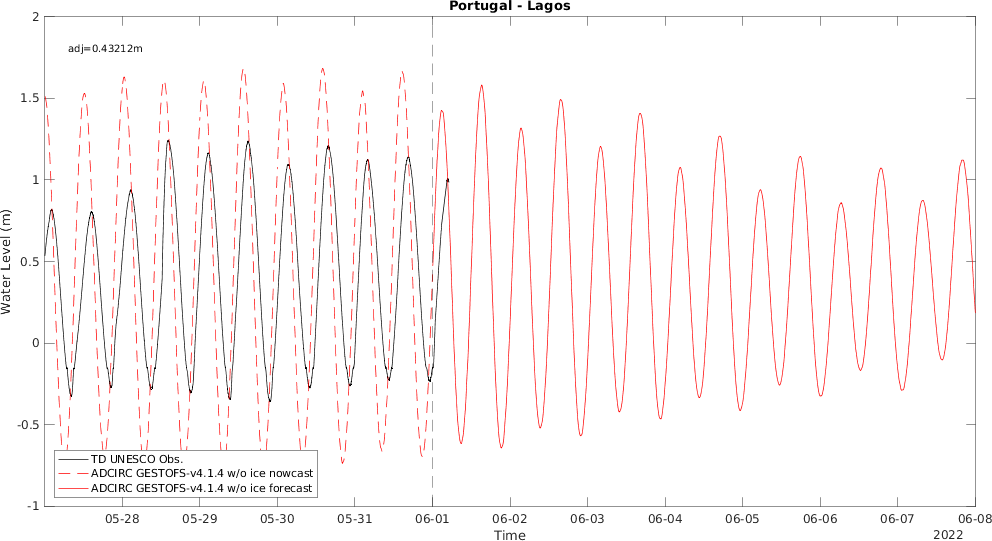 Portugal - Lagos
adj=0.43212m
Water Level (m)
2
1.5
1
0.5
0
-0.5
-1
TD UNESCO Obs.
ADCIRC GESTOFS-v4.1.4 w/o ice nowcast
ADCIRC GESTOFS-v4.1.4 w/o ice forecast
05-28 05-29 05-30 05-31 06-01 06-02 06-03 06-04 06-05 06-06 06-07 06-08
Time
2022